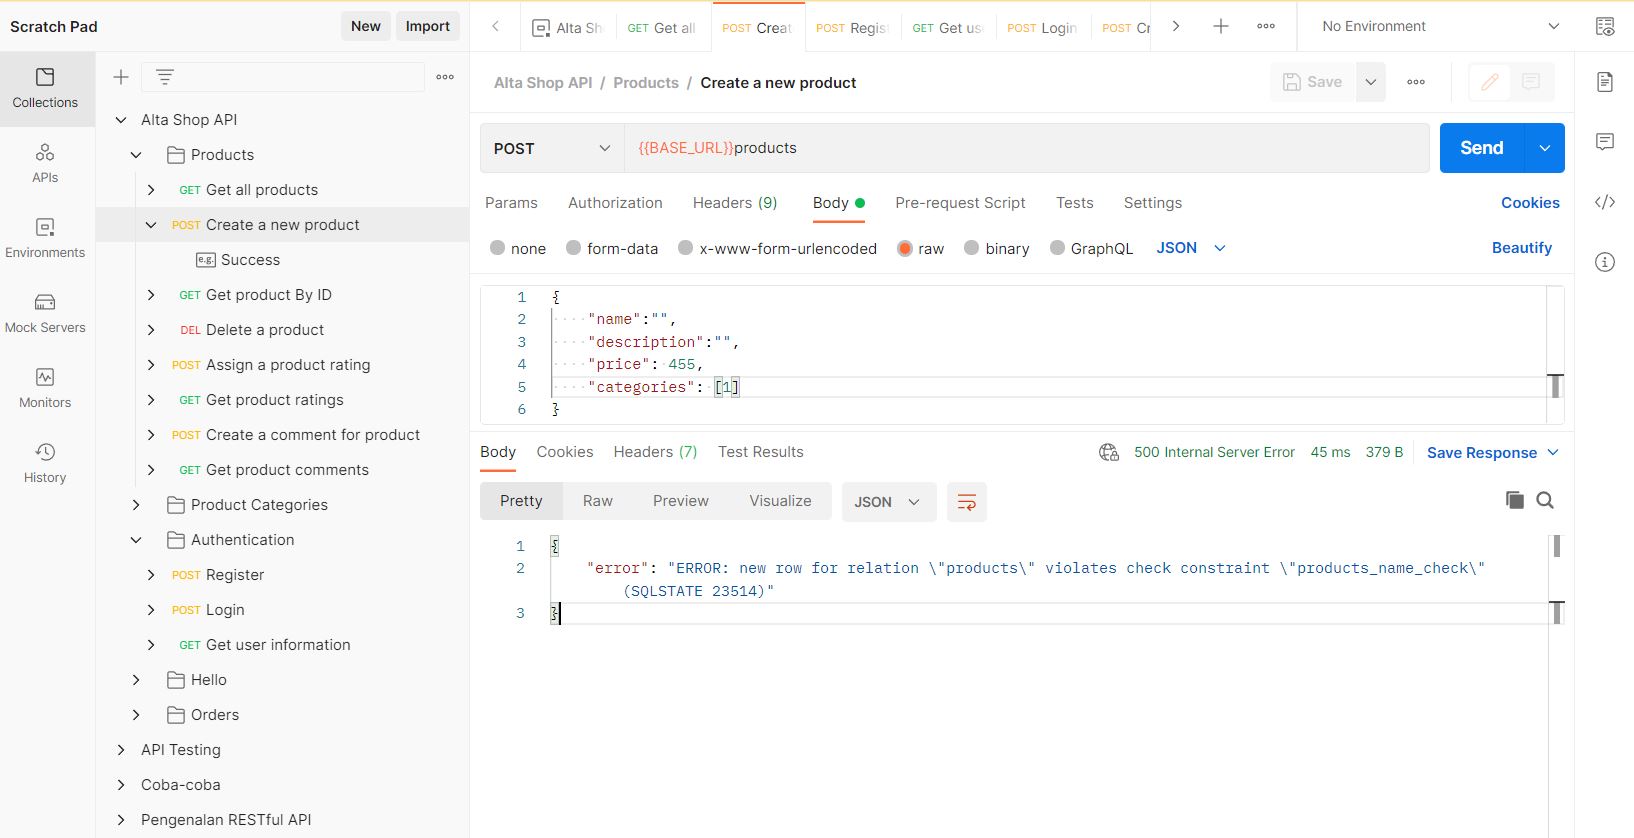 Scratch Pad
New
Import
Alta Sh
GET Get all
POST Creat
POST Regist
GET Get us
POST Login
POST Cr
No Environment
Collections
APIs
Environments
Mock Servers
Monitors
History
Alta Shop API
Products
GET Get all products
POST Create a new product
e.g. Success
GET Get product By ID
DEL Delete a product
POST Assign a product rating
GET Get product ratings
POST Create a comment for product
GET Get product comments
Product Categories
Authentication
POST Register
POST Login
GET Get user information
Hello
Orders
API Testing
Coba-coba
Pengenalan RESTful API
Alta Shop API / Products / Create a new product
Save
POST
{{BASE_URL}}products
Send
Params Authorization Headers (9) Body Pre-request Script Tests Settings
Cookies
none form-data x-www-form-urlencoded raw binary GraphQL JSON
Beautify
1 {
2 "name":"",
3 "description":"",
4 "price": 455,
5 "categories": [1]
6 }
Body Cookies Headers (7) Test Results
500 Internal Server Error 45 ms 379 B
Save Response
Pretty Raw Preview Visualize JSON
1 {
2 "error": "ERROR: new row for relation \"products\" violates check constraint \"products_name_check\"
(SQLSTATE 23514)"
3 }